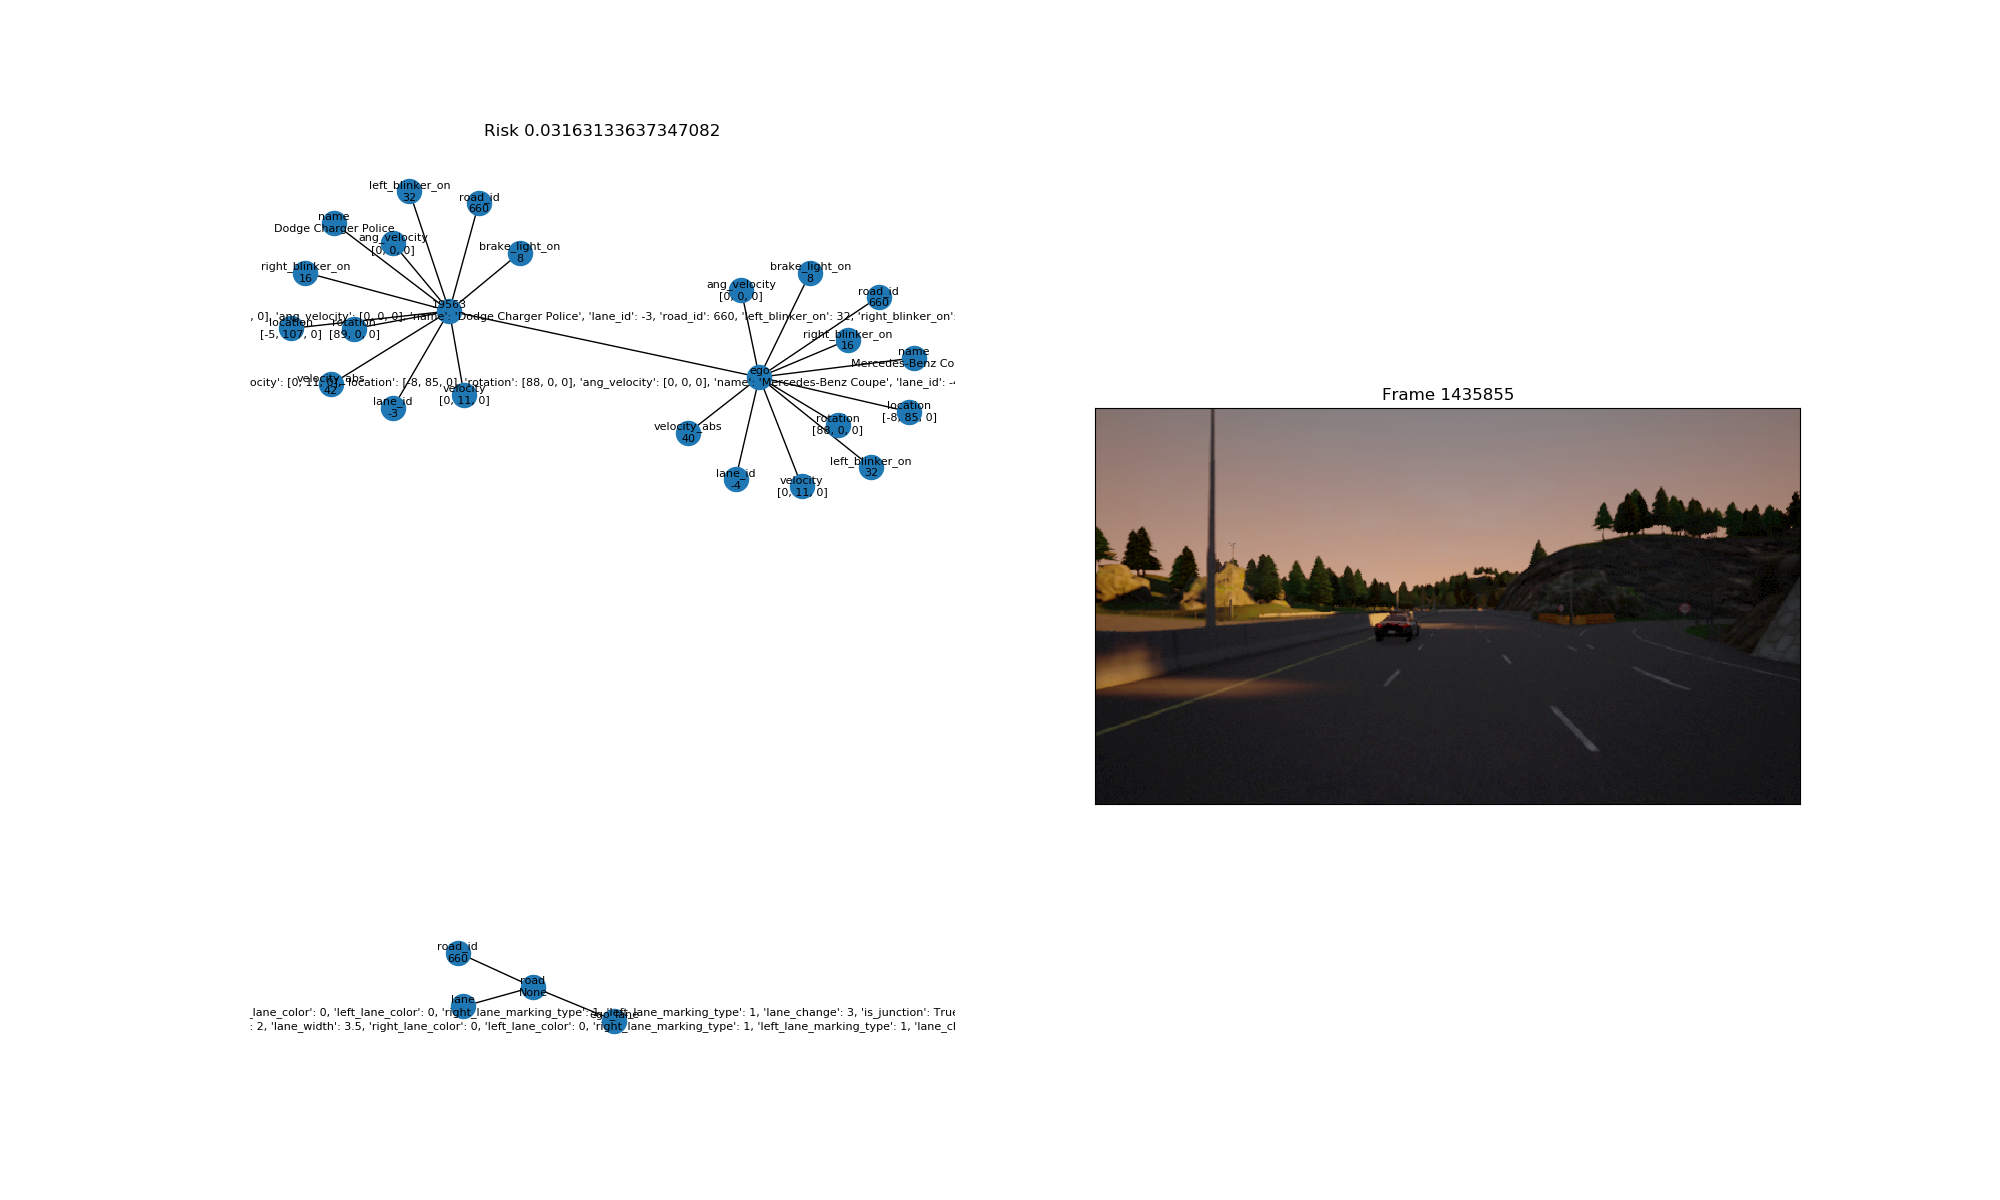 Risk 0.03163133637347082
left_blinker_on
32
road_id
660
name
Dodge Charger Police
ang_velocity
[0, 0, 0]
brake_light_on
8
right_blinker_on
16
19563
, 0], 'ang_velocity': [0, 0, 0], 'name': 'Dodge Charger Police', 'lane_id': -3, 'road_id': 660, 'left_blinker_on': 32, 'right_blinker_on':
location
[-5, 107, 0]
rotation
[89, 0, 0]
velocity_abs
42
lane_id
-3
velocity
[0, 11, 0]
brake_light_on
8
ang_velocity
[0, 0, 0]
road_id
660
right_blinker_on
16
name
Mercedes-Benz Co
ego
ocity': [0, 11, 0], 'location': [-8, 85, 0], 'rotation': [88, 0, 0], 'ang_velocity': [0, 0, 0], 'name': 'Mercedes-Benz Coupe', 'lane_id': -4
location
[-8, 85, 0]
rotation
[88, 0, 0]
velocity_abs
40
left_blinker_on
32
lane_id
-4
velocity
[0, 11, 0]
Frame 1435855
road_id
660
road
None
lane
_lane_color': 0, 'left_lane_color': 0, 'right_lane_marking_type': 1, 'left_lane_marking_type': 1, 'lane_change': 3, 'is_junction': True
ego_lane
: 2, 'lane_width': 3.5, 'right_lane_color': 0, 'left_lane_color': 0, 'right_lane_marking_type': 1, 'left_lane_marking_type': 1, 'lane_cl